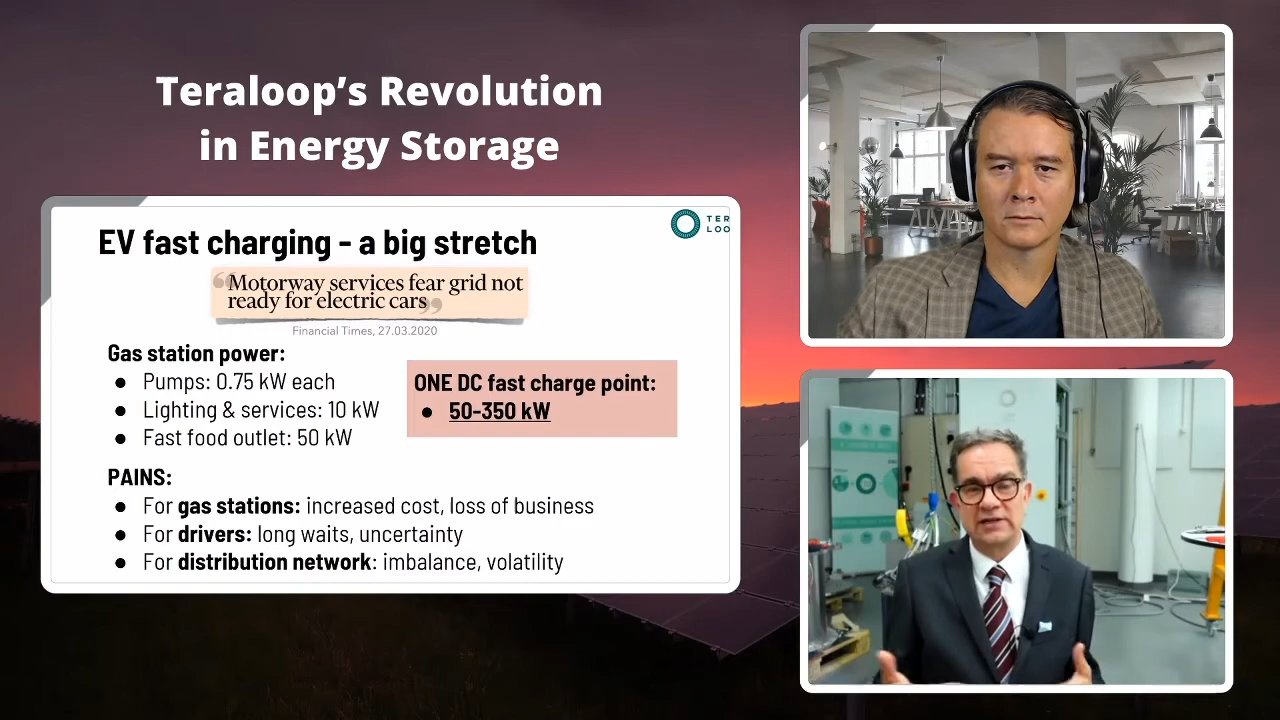 Teraloop’s Revolution
in Energy Storage
TER
LOO
EV fast charging - a big stretch
“Motorway services fear grid not
ready for electric cars”
Financial Times, 27.03.2020
Gas station power:
● Pumps: 0.75 kW each
● Lighting & services: 10 kW
● Fast food outlet: 50 kW
ONE DC fast charge point:
● 50-350 kW
PAINS:
● For gas stations: increased cost, loss of business
● For drivers: long waits, uncertainty
● For distribution network: imbalance, volatility